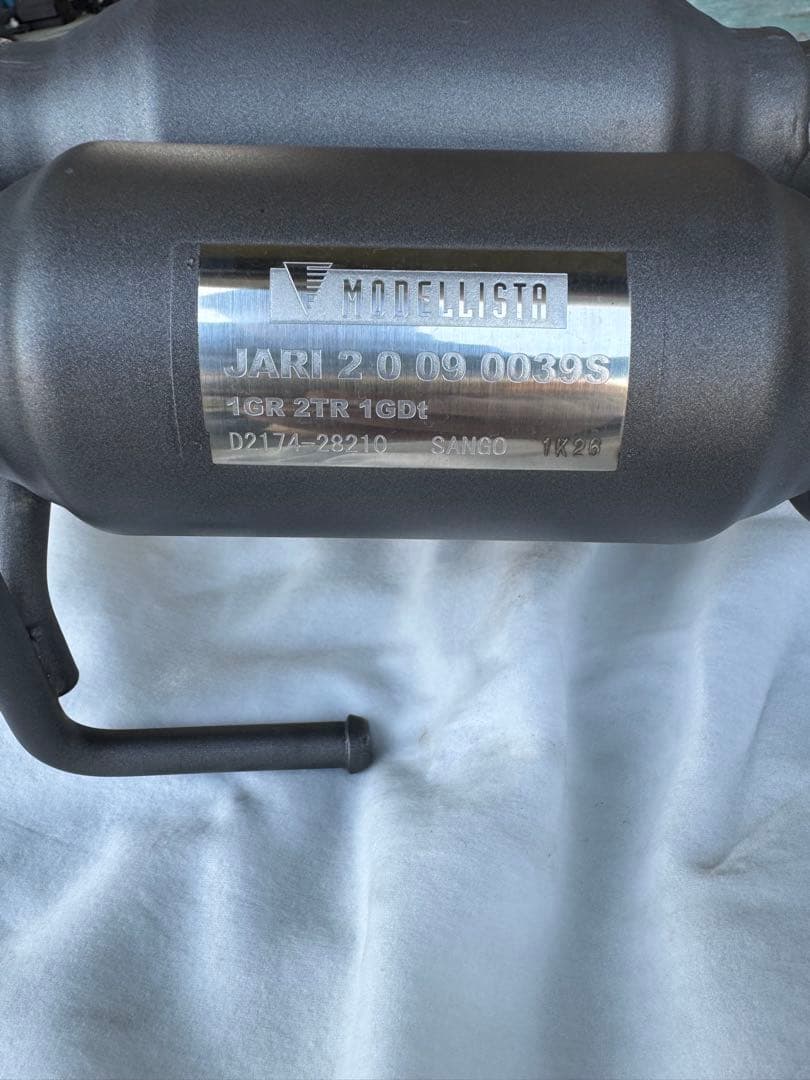 MODELLISTA
JARI 2 0 09 0039S
1GR 2TR 1GDt
D2174-28210 SANGO 1K26